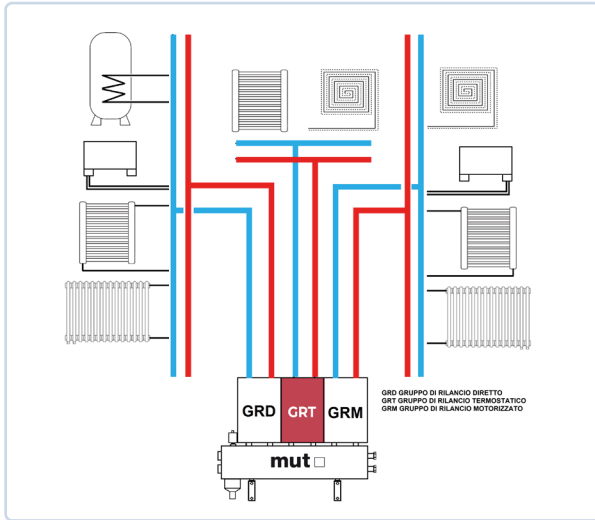 GRD GRT GRM
GRD GRUPPO DI RILANCIO DIRETTO
GRT GRUPPO DI RILANCIO TERMOSTATICO
GRM GRUPPO DI RILANCIO MOTORIZZATO
mut